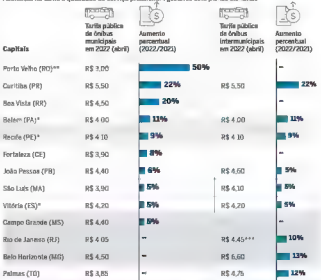 Tarifa pública de ônibus municipais em 2022 (abril)
Aumento percentual (2022/2021)
Tarifa pública de ônibus intermunicipais em 2022 (abril)
Aumento percentual (2022/2021)
Capitais
Porto Velho (RO)** R$ 3,00 50% –
Curitiba (PR) R$ 5,50 22% R$ 5,50 22%
Boa Vista (RR) R$ 4,50 20% –
Belém (PA)* R$ 4,00 11% R$ 4,00 11%
Recife (PE)* R$ 4,10 9% R$ 4,10 9%
Fortaleza (CE) R$ 3,90 8%
João Pessoa (PB) R$ 4,40 6% R$ 4,60 5%
São Luís (MA) R$ 3,90 5% R$ 4,10 5%
Vitória (ES)* R$ 4,20 5% R$ 4,20 5%
Campo Grande (MS) R$ 4,40 5%
Rio de Janeiro (RJ) R$ 4,05 – R$ 4,45*** 10%
Belo Horizonte (MG) R$ 4,50 – R$ 6,60 13%
Palmas (TO) R$ 3,85 – R$ 4,75 12%